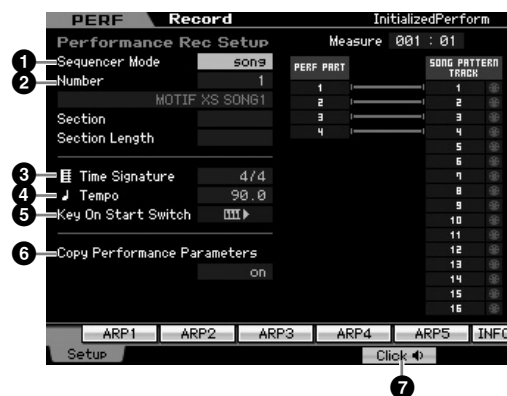 PERF Record InitializedPerform
Performance Rec Setup Measure 001 : 01
1 Sequencer Mode song
2 Number 1
MOTIF XS SONG1
Section
Section Length
3 Time Signature 4/4
4 Tempo 90.0
5 Key On Start Switch
6 Copy Performance Parameters
on
PERF PART SONG PATTERN TRACK
1 1
2 2
3 3
4 4
5
6
7
8
9
10
11
12
13
14
15
16
ARP1 ARP2 ARP3 ARP4 ARP5 INFO
Setup Click
7